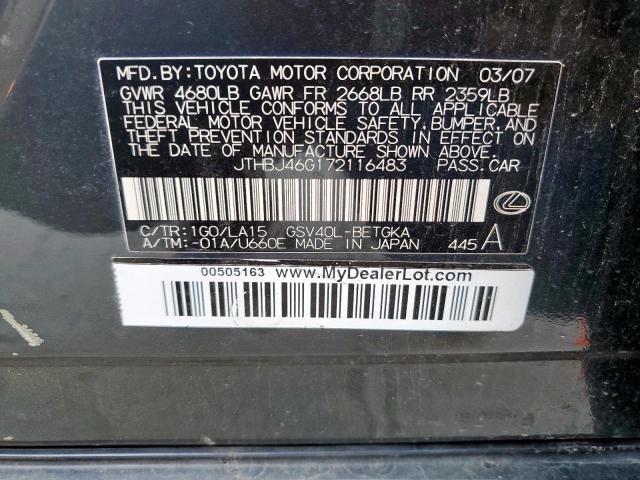 MFD.BY:TOYOTA MOTOR CORPORATION 03/07
GVWR 4680LB GAWR FR 2668LB RR 2359LB
THIS VEHICLE CONFORMS TO ALL APPLICABLE
FEDERAL MOTOR VEHICLE SAFETY,BUMPER,AND
THEFT PREVENTION STANDARDS IN EFFECT ON
THE DATE OF MANUFACTURE SHOWN ABOVE.
JTHBJ46G172116483 PASS.CAR
C/TR:1G0/LA15 GSV40L-BETGKA
A/TM:-01A/U660E MADE IN JAPAN 445 A
00505163 www.MyDealerLot.com